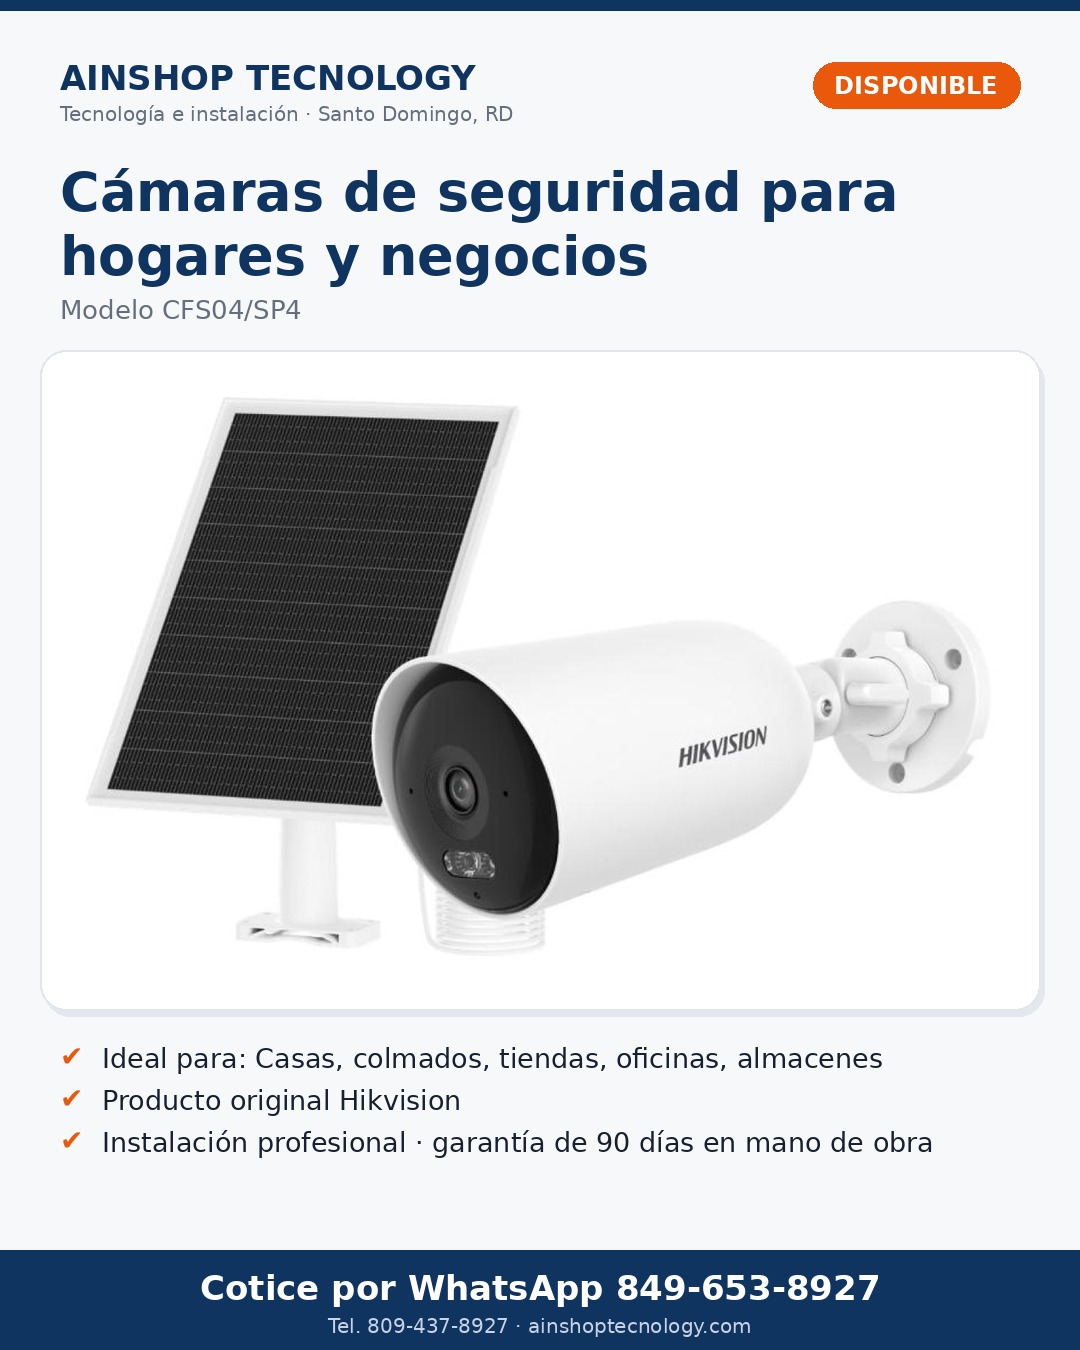 AINSHOP TECNOLOGY
DISPONIBLE
Tecnología e instalación · Santo Domingo, RD
Cámaras de seguridad para
hogares y negocios
Modelo CFS04/SP4
HIKVISION
✔ Ideal para: Casas, colmados, tiendas, oficinas, almacenes
✔ Producto original Hikvision
✔ Instalación profesional · garantía de 90 días en mano de obra
Cotice por WhatsApp 849-653-8927
Tel. 809-437-8927 · ainshoptecnology.com